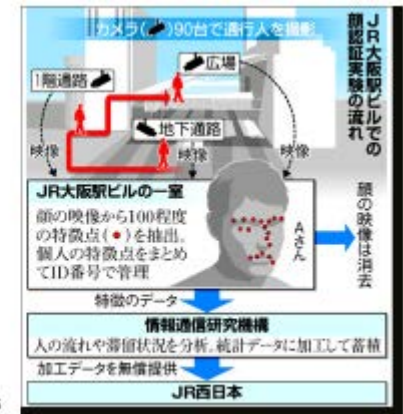 JR大阪駅ビルでの
顔認証実験の流れ
カメラ( )90台で通行人を撮影
1階通路
広場
地下通路
映像
映像
映像
JR大阪駅ビルの一室
顔の映像から100程度
の特徴点(●)を抽出。
個人の特徴点をまとめ
てID番号で管理
Aさん
顔の映像は消去
特徴のデータ
情報通信研究機構
人の流れや滞留状況を分析。統計データに加工して蓄積
加工データを無償提供
JR西日本